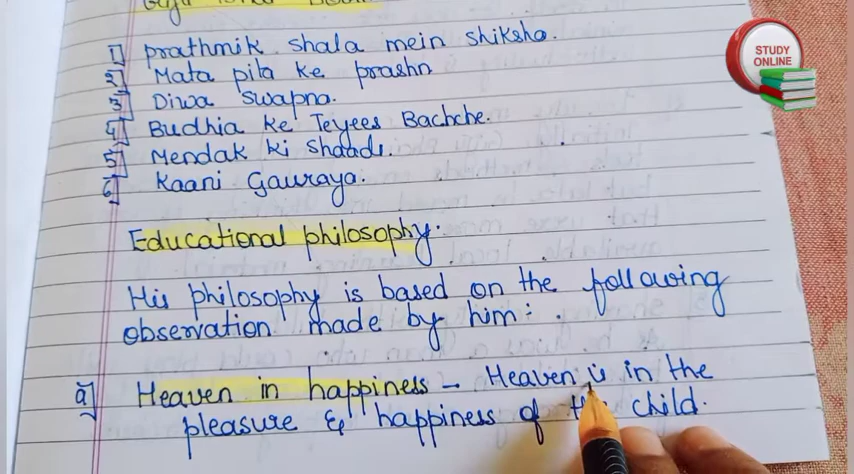 STUDY
ONLINE
1] Prathmik shala mein shiksha.
2] Mata pita ke prashn
3] Diwa swapna.
4] Budhia ke Teyees Bachche.
5] Mendak ki shaadi.
6] Kaani Gauraya.
Educational philosophy.
His philosophy is based on the following
observation made by him:.
a] Heaven in happiness – Heaven is in the
pleasure & happiness of the child.